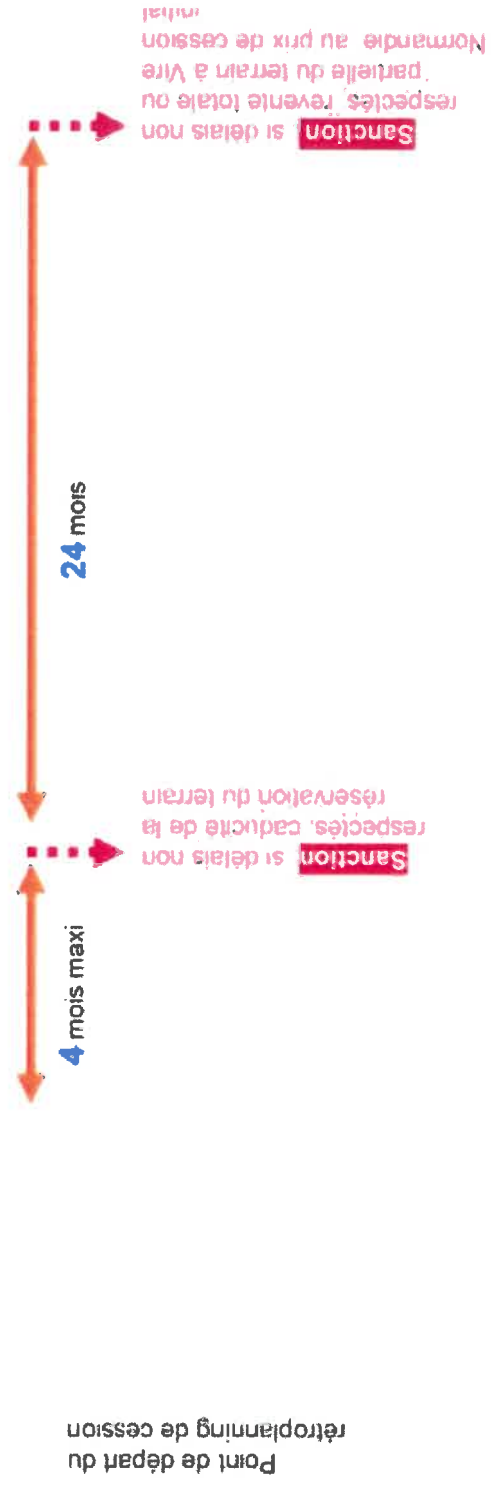 Point de départ du
rétroplanning de cession
4 mois maxi
Sanction si délais non
respectés, caducité de la
réservation du terrain
24 mois
Sanction si délais non
respectés, revente totale ou
partielle du terrain à Vire
Normandie au prix de cession
initial